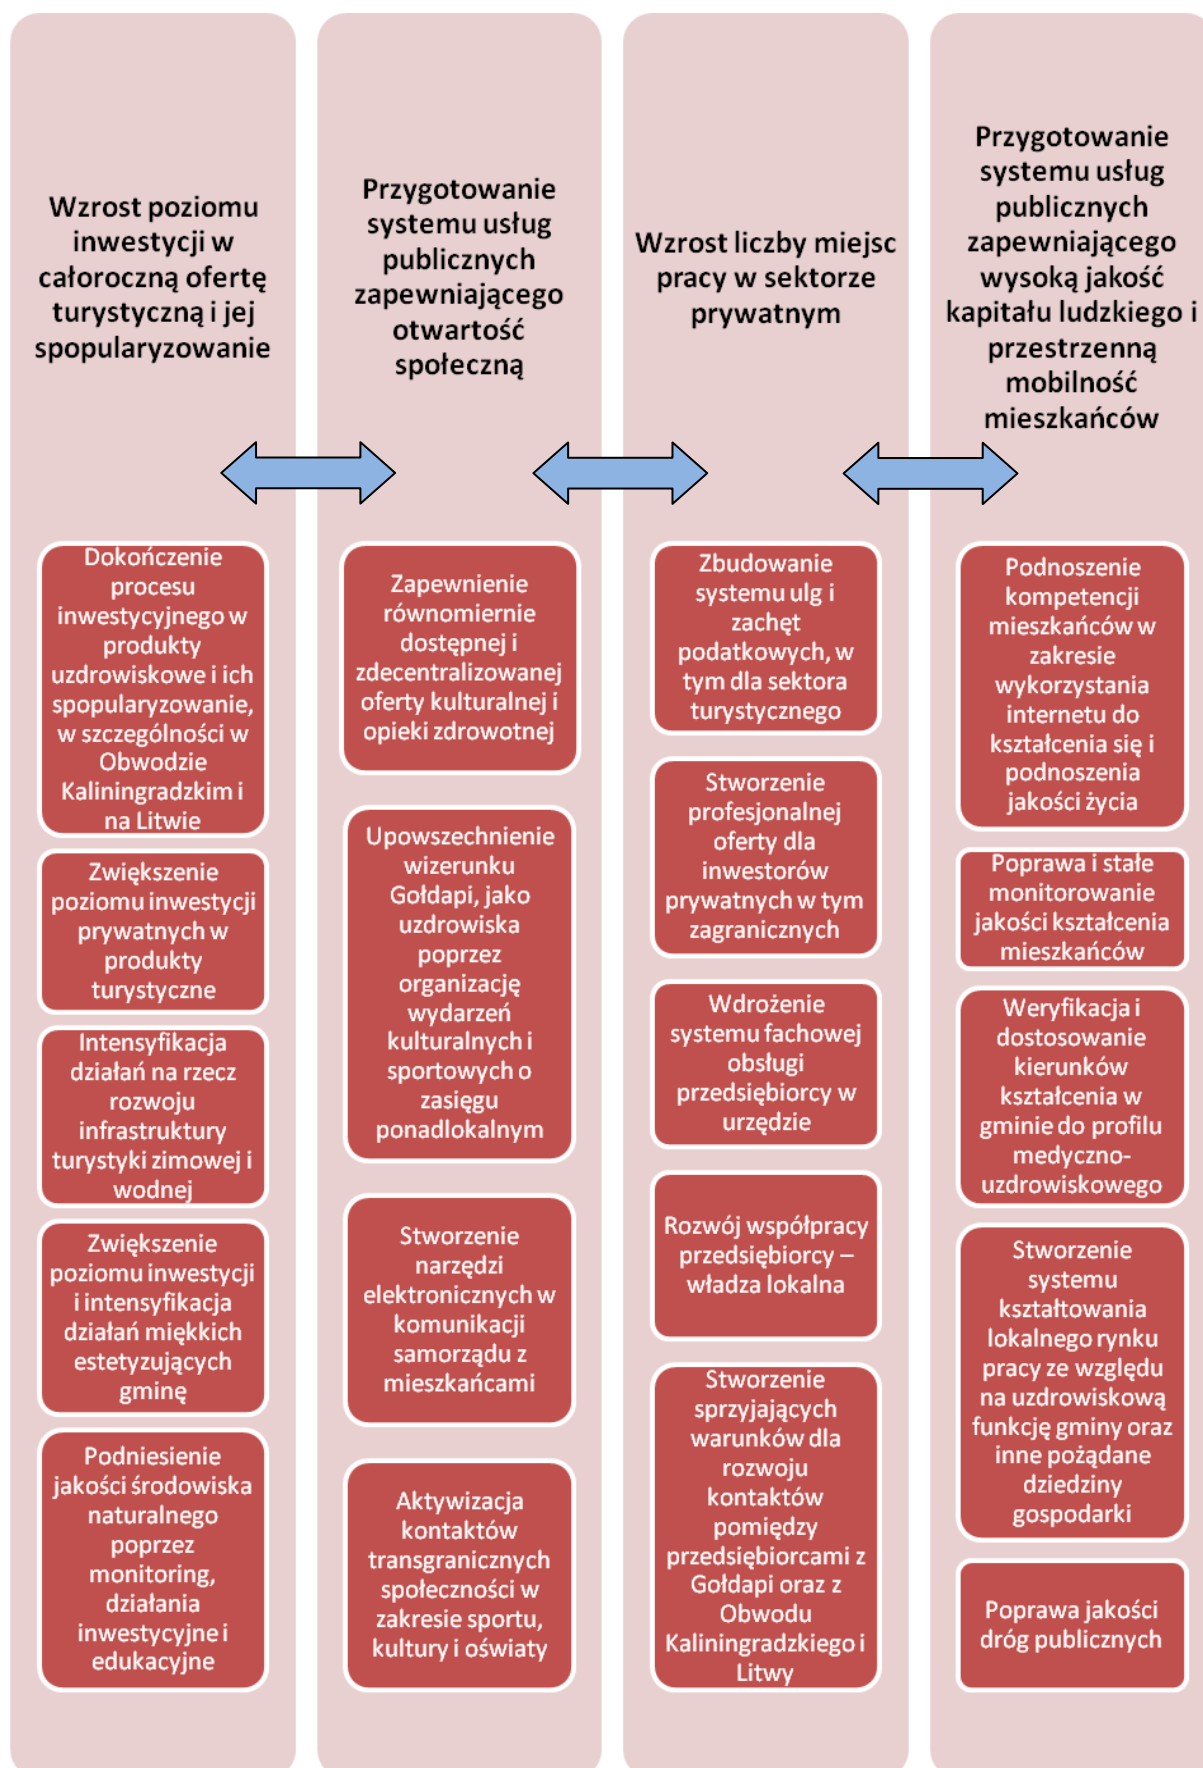 Wzrost poziomu
inwestycji w
całoroczną ofertę
turystyczną i jej
spopularyzowanie
Dokończenie
procesu
inwestycyjnego w
produkty
uzdrowiskowe i ich
spopularyzowanie,
w szczególności w
Obwodzie
Kaliningradzkim i
na Litwie
Zwiększenie
poziomu inwestycji
prywatnych w
produkty
turystyczne
Intensyfikacja
działań na rzecz
rozwoju
infrastruktury
turystyki zimowej i
wodnej
Zwiększenie
poziomu inwestycji
i intensyfikacja
działań miękkich
estetyzujących
gminę
Podniesienie
jakości środowiska
naturalnego
poprzez
monitoring,
działania
inwestycyjne i
edukacyjne
Przygotowanie
systemu usług
publicznych
zapewniającego
otwartość
społeczną
Zapewnienie
równomiernie
dostępnej i
zdecentralizowanej
oferty kulturalnej i
opieki zdrowotnej
Upowszechnienie
wizerunku
Gołdapi, jako
uzdrowiska
poprzez
organizację
wydarzeń
kulturalnych i
sportowych o
zasięgu
ponadlokalnym
Stworzenie
narzędzi
elektronicznych w
komunikacji
samorządu z
mieszkańcami
Aktywizacja
kontaktów
transgranicznych
społeczności w
zakresie sportu,
kultury i oświaty
Wzrost liczby miejsc
pracy w sektorze
prywatnym
Zbudowanie
systemu ulg i
zachęt
podatkowych, w
tym dla sektora
turystycznego
Stworzenie
profesjonalnej
oferty dla
inwestorów
prywatnych w tym
zagranicznych
Wdrożenie
systemu fachowej
obsługi
przedsiębiorcy w
urzędzie
Rozwój współpracy
przedsiębiorcy –
władza lokalna
Stworzenie
sprzyjających
warunków dla
rozwoju
kontaktów
pomiędzy
przedsiębiorcami z
Gołdapi oraz z
Obwodu
Kaliningradzkiego i
Litwy
Przygotowanie
systemu usług
publicznych
zapewniającego
wysoką jakość
kapitału ludzkiego i
przestrzenną
mobilność
mieszkańców
Podnoszenie
kompetencji
mieszkańców w
zakresie
wykorzystania
internetu do
kształcenia się i
podnoszenia
jakości życia
Poprawa i stałe
monitorowanie
jakości kształcenia
mieszkańców
Weryfikacja i
dostosowanie
kierunków
kształcenia w
gminie do profilu
medyczno-
uzdrowiskowego
Stworzenie
systemu
kształtowania
lokalnego rynku
pracy ze względu
na uzdrowiskową
funkcję gminy oraz
inne pożądane
dziedziny
gospodarki
Poprawa jakości
dróg publicznych